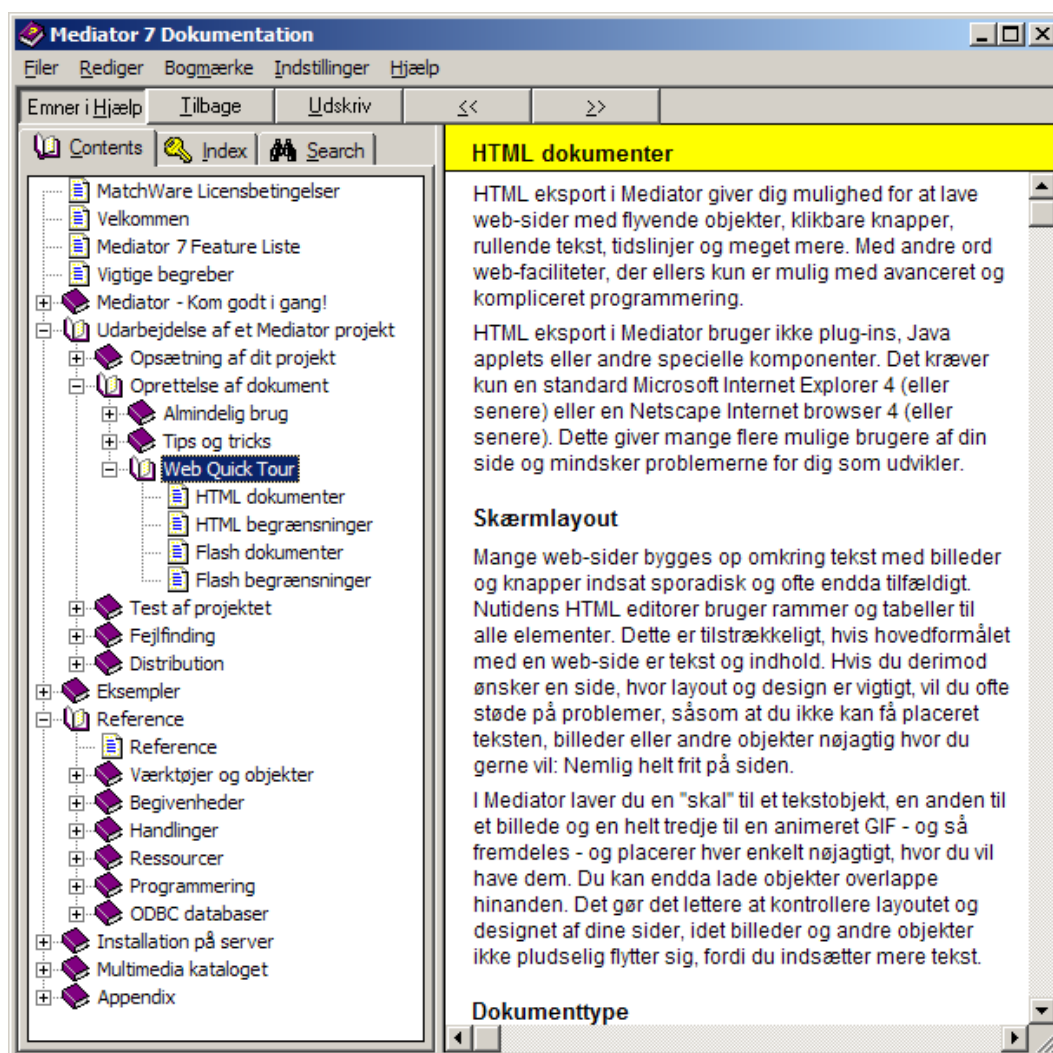 Mediator 7 Dokumentation
Filer Rediger Bogmærke Indstillinger Hjælp
Emner i Hjælp Tilbage Udskriv << >>
Contents Index Search
MatchWare Licensbetingelser
Velkommen
Mediator 7 Feature Liste
Vigtige begreber
Mediator - Kom godt i gang!
Udarbejdelse af et Mediator projekt
Opsætning af dit projekt
Oprettelse af dokument
Almindelig brug
Tips og tricks
Web Quick Tour
HTML dokumenter
HTML begrænsninger
Flash dokumenter
Flash begrænsninger
Test af projektet
Fejlfinding
Distribution
Eksempler
Reference
Reference
Værktøjer og objekter
Begivenheder
Handlinger
Ressourcer
Programmering
ODBC databaser
Installation på server
Multimedia kataloget
Appendix
HTML dokumenter
HTML eksport i Mediator giver dig mulighed for at lave
web-sider med flyvende objekter, klikbare knapper,
rullende tekst, tidslinjer og meget mere. Med andre ord
web-faciliteter, der ellers kun er mulig med avanceret og
kompliceret programmering.
HTML eksport i Mediator bruger ikke plug-ins, Java
applets eller andre specielle komponenter. Det kræver
kun en standard Microsoft Internet Explorer 4 (eller
senere) eller en Netscape Internet browser 4 (eller
senere). Dette giver mange flere mulige brugere af din
side og mindsker problemerne for dig som udvikler.
Skærmlayout
Mange web-sider bygges op omkring tekst med billeder
og knapper indsat sporadisk og ofte endda tilfældigt.
Nutidens HTML editorer bruger rammer og tabeller til
alle elementer. Dette er tilstrækkeligt, hvis hovedformålet
med en web-side er tekst og indhold. Hvis du derimod
ønsker en side, hvor layout og design er vigtigt, vil du ofte
støde på problemer, såsom at du ikke kan få placeret
teksten, billeder eller andre objekter nøjagtig hvor du
gerne vil: Nemlig helt frit på siden.
I Mediator laver du en "skal" til et tekstobjekt, en anden til
et billede og en helt tredje til en animeret GIF - og så
fremdeles - og placerer hver enkelt nøjagtigt, hvor du vil
have dem. Du kan endda lade objekter overlappe
hinanden. Det gør det lettere at kontrollere layoutet og
designet af dine sider, idet billeder og andre objekter
ikke pludselig flytter sig, fordi du indsætter mere tekst.
Dokumenttype